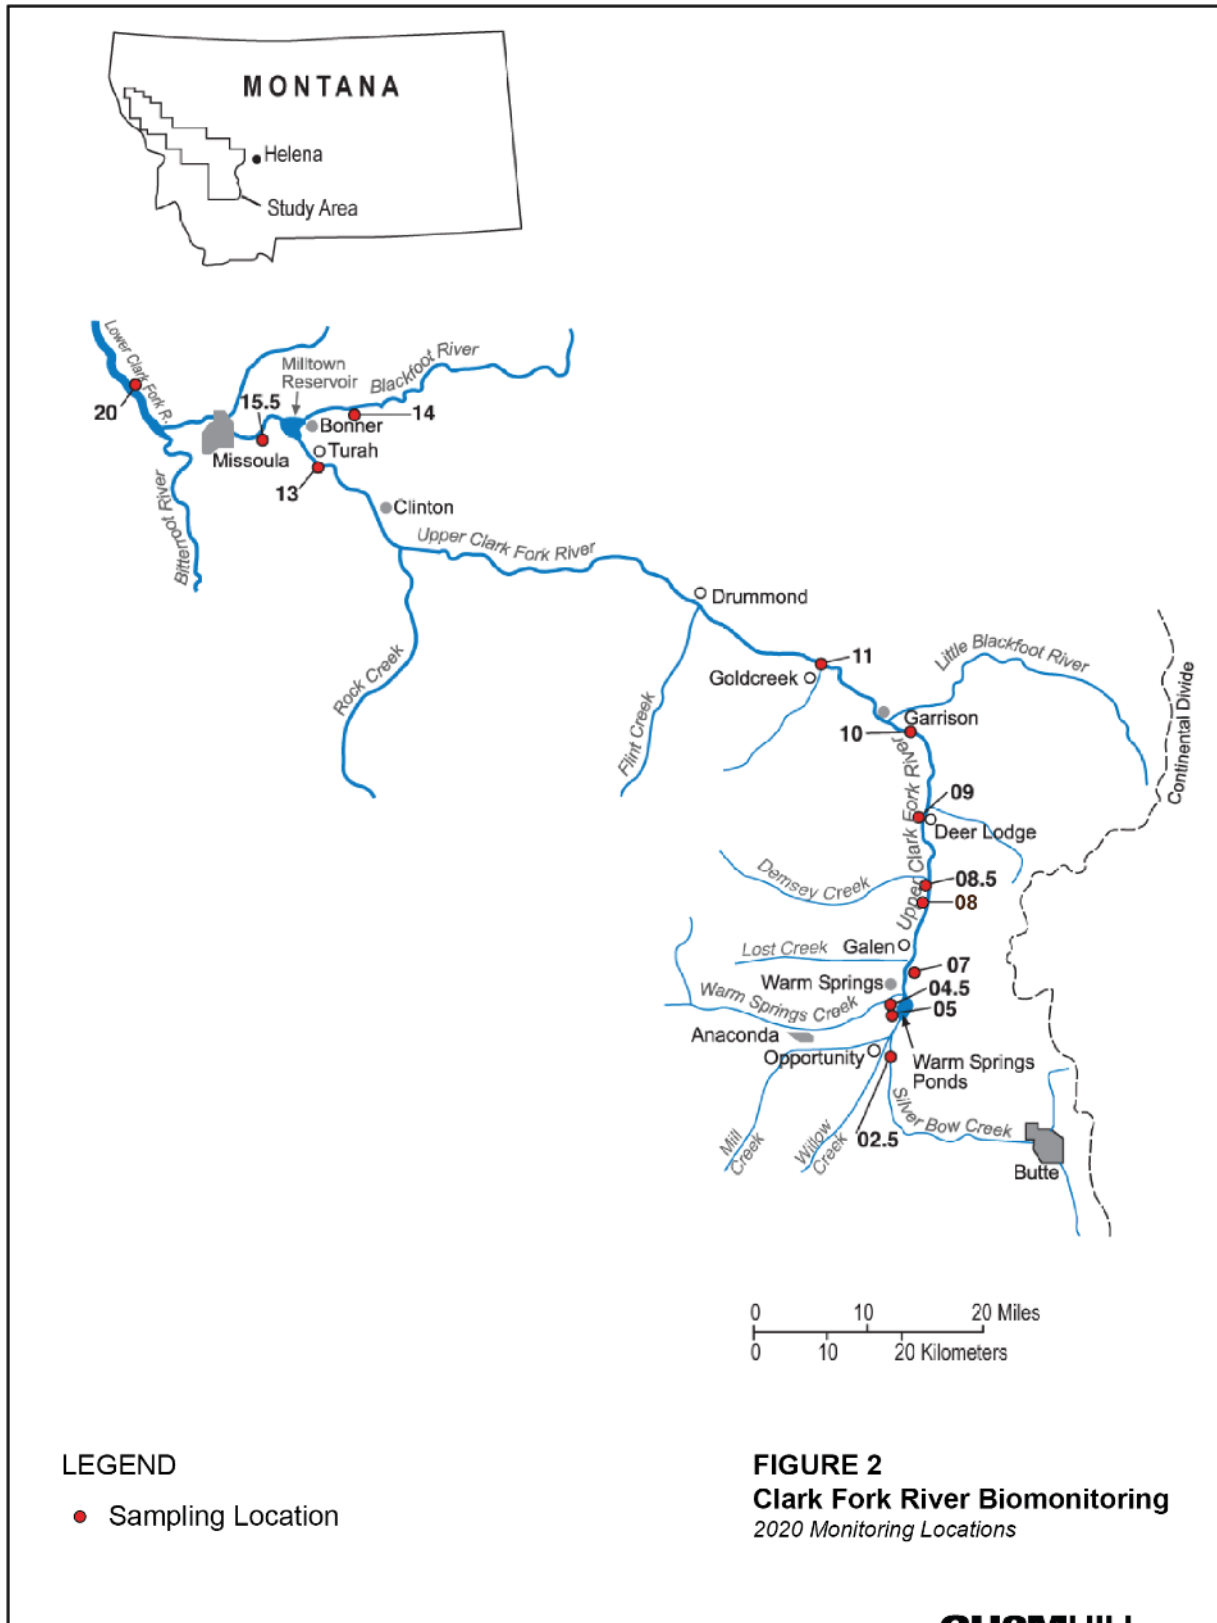 MONTANA
Helena
Study Area
Lower Clark Fork R.
Milltown
Reservoir
Blackfoot River
20
15.5
14
Bonner
Missoula
Turah
13
Bitterroot River
Clinton
Upper Clark Fork River
Rock Creek
Drummond
11
Goldcreek
Little Blackfoot River
Continental Divide
Flint Creek
Garrison
10
Upper Clark Fork River
09
Deer Lodge
Demsey Creek
08.5
08
Galen
Lost Creek
07
Warm Springs
04.5
Warm Springs Creek
05
Anaconda
Opportunity
Warm Springs
Ponds
Silver Bow Creek
Mill
Creek
Willow
Creek
02.5
Butte
0 10 20 Miles
0 10 20 Kilometers
LEGEND
Sampling Location
FIGURE 2
Clark Fork River Biomonitoring
2020 Monitoring Locations